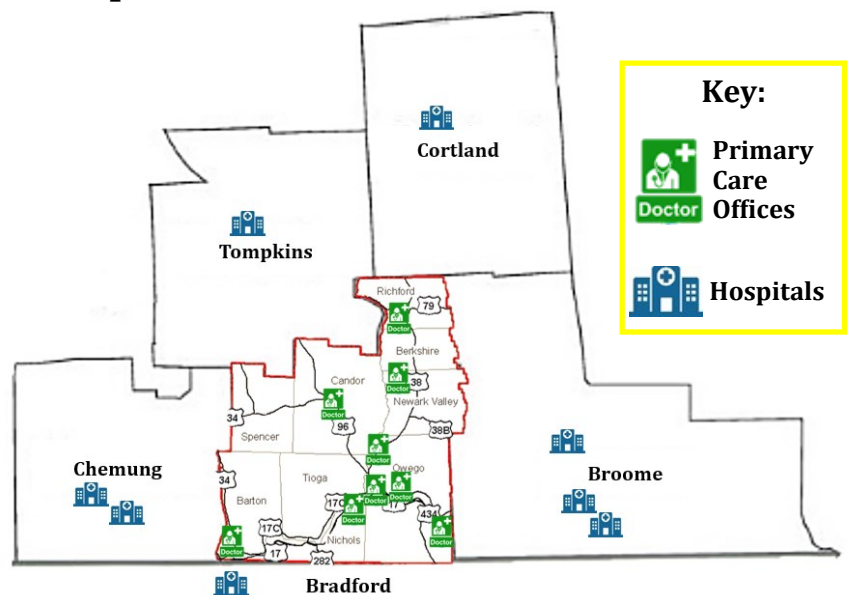 Key:
Primary
Care
Offices
Doctor
Hospitals
Cortland
Tompkins
Richford
79
Doctor
Berkshire
38
Doctor
Candor
Newark Valley
Doctor
34
96
38B
Spencer
Doctor
Chemung
Broome
Owego
Tioga
34
Barton
Doctor
Doctor
17C
17
434
Doctor
17C
Nichols
Doctor
Doctor
17
282
Bradford